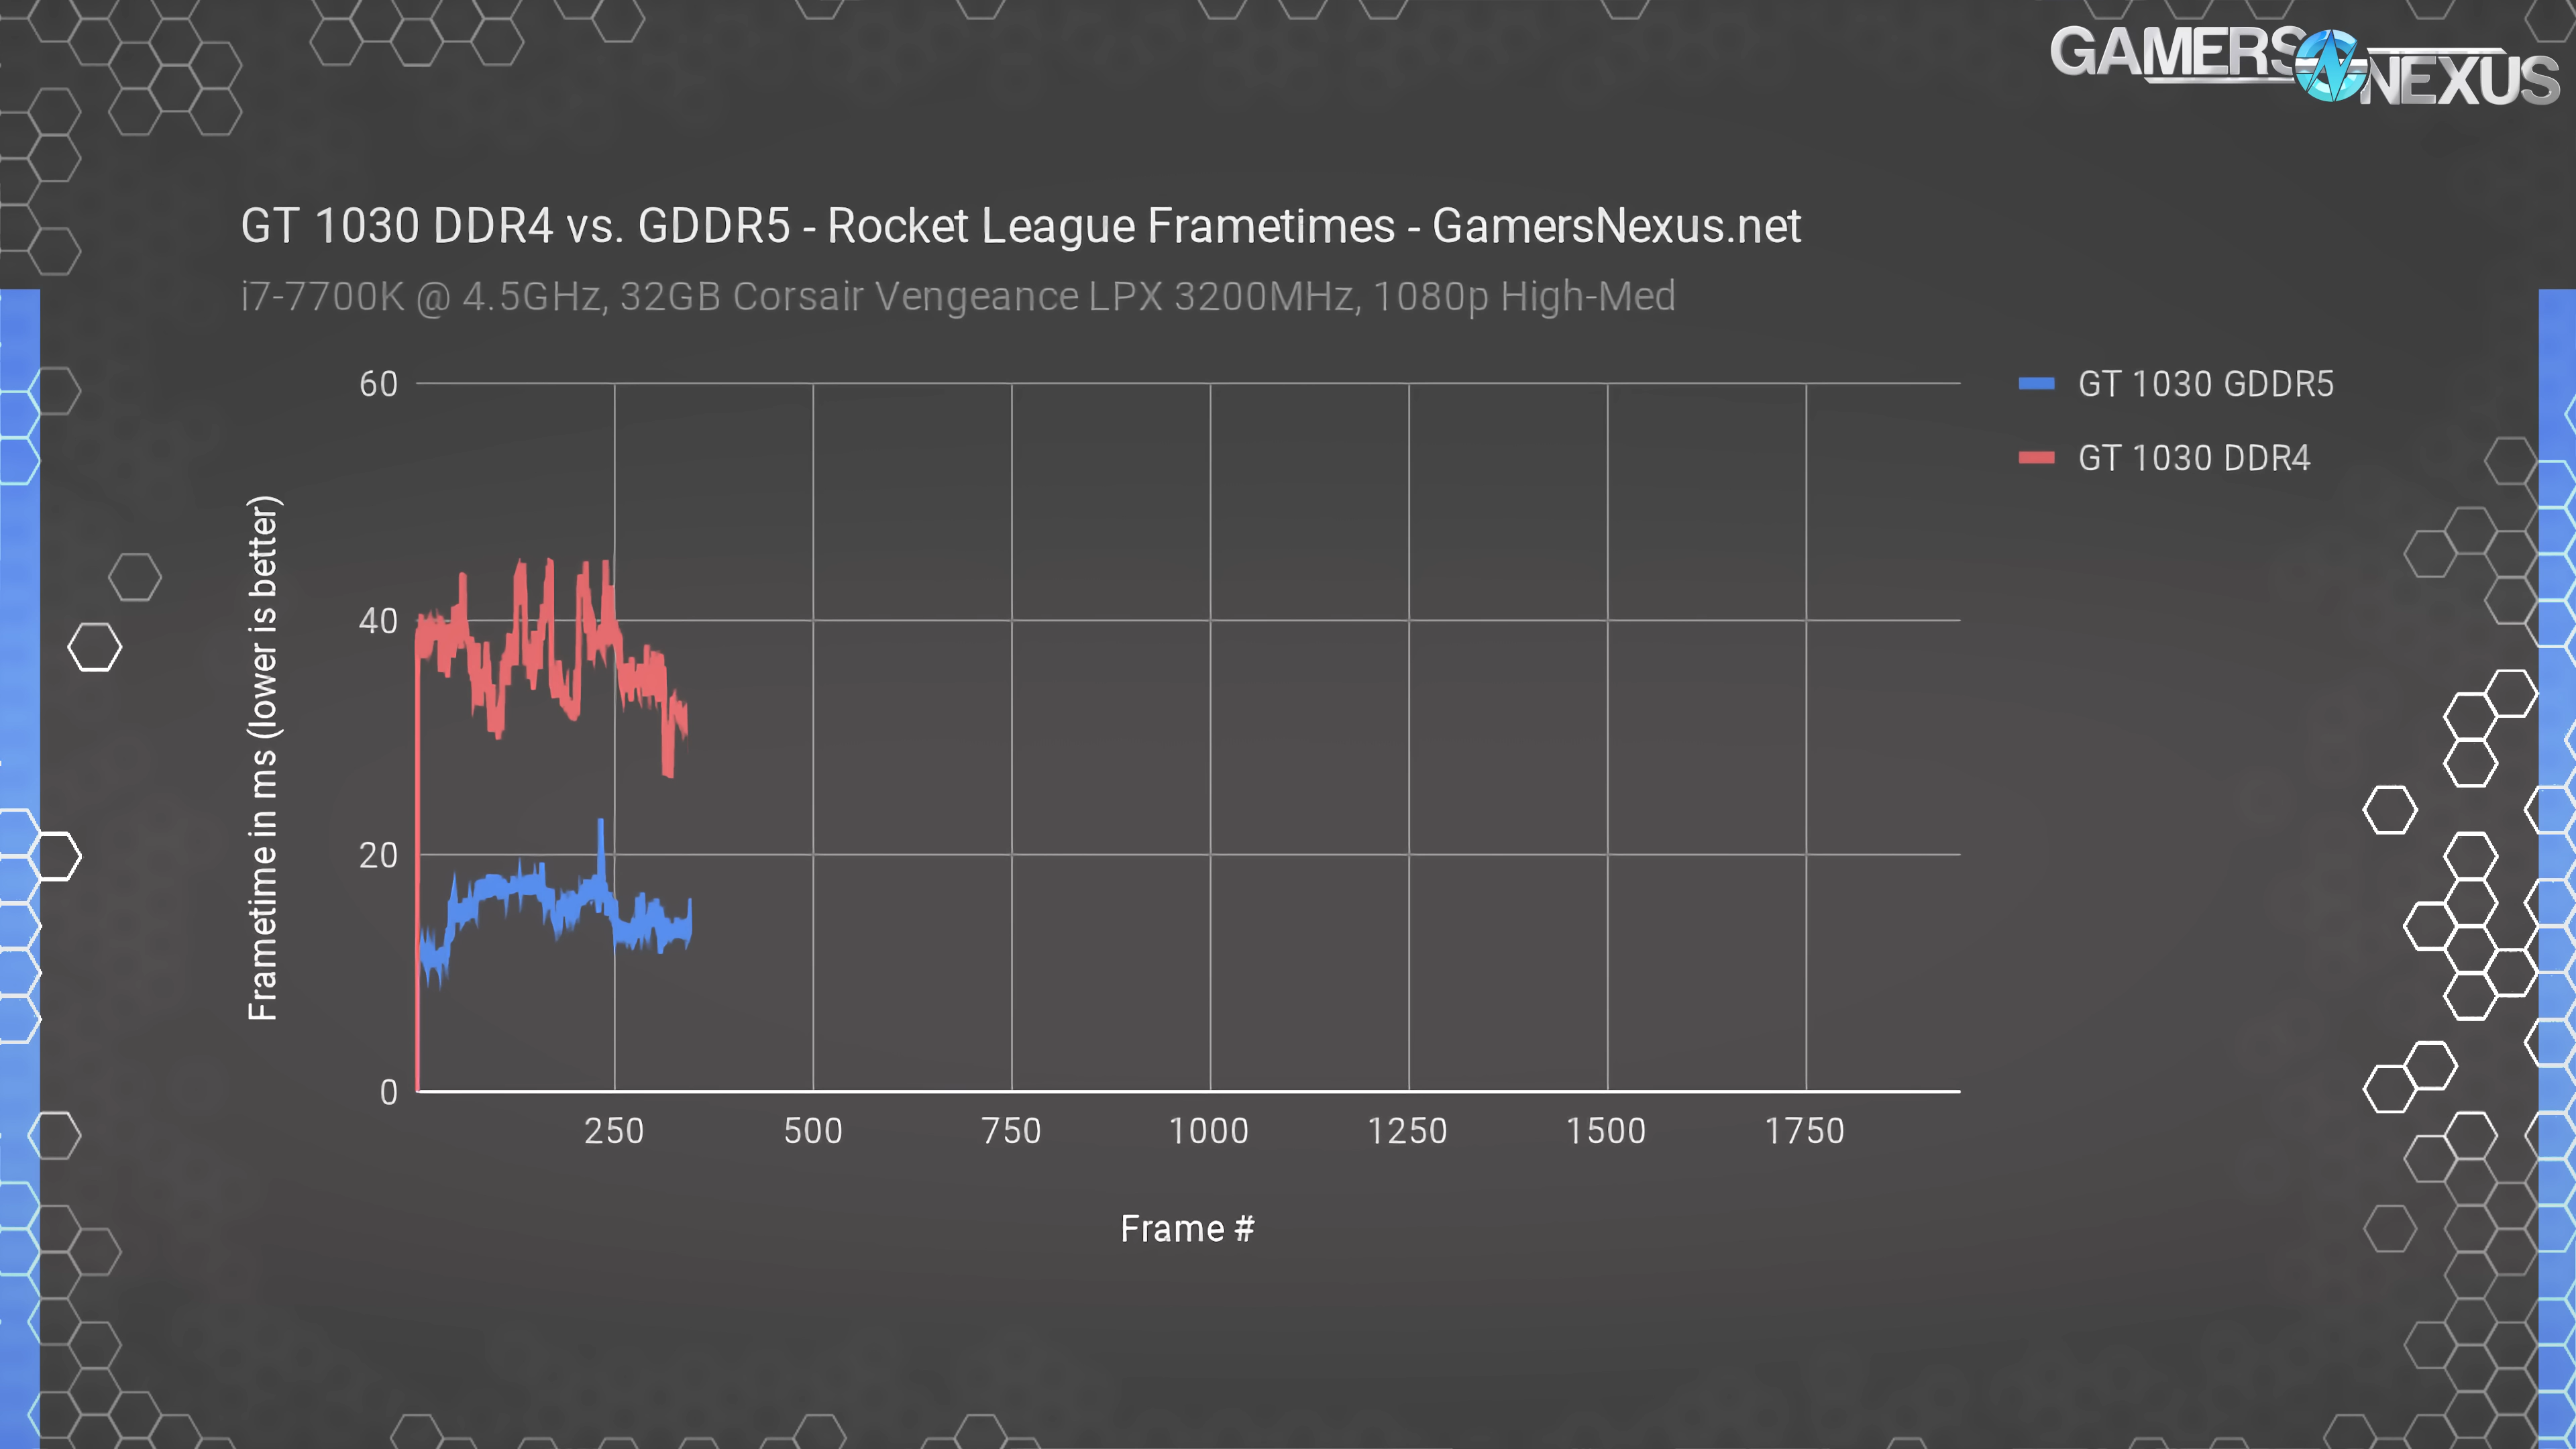 GAMERS NEXUS
GT 1030 DDR4 vs. GDDR5 - Rocket League Frametimes - GamersNexus.net
i7-7700K @ 4.5GHz, 32GB Corsair Vengeance LPX 3200MHz, 1080p High-Med
GT 1030 GDDR5
GT 1030 DDR4
Frametime in ms (lower is better)
60
40
20
0
250 500 750 1000 1250 1500 1750
Frame #